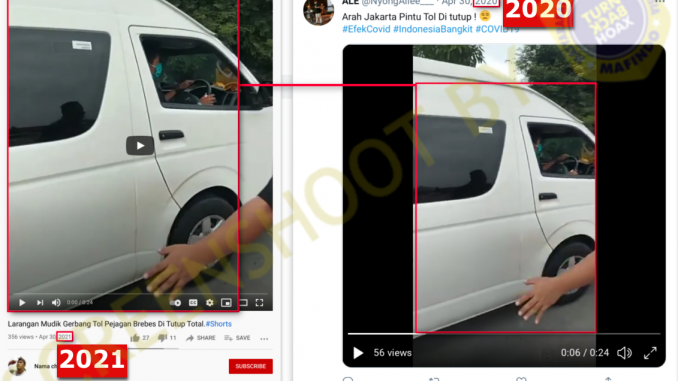 0:00 / 0:24
Larangan Mudik Gerbang Tol Pejagan Brebes Di Tutup Total.#Shorts
356 views • Apr 30, 2021
27
11
SHARE
SAVE
2021
Nama ch
SUBSCRIBE
ALE @NyongAllee___ • Apr 30, 2020
2020
Arah Jakarta Pintu Tol Di tutup !
#EfekCovid #IndonesiaBangkit #COVID19
56 views
0:06 / 0:24
SCREENSHOOT BY
TURN
BACK
HOAX
MAFINDO